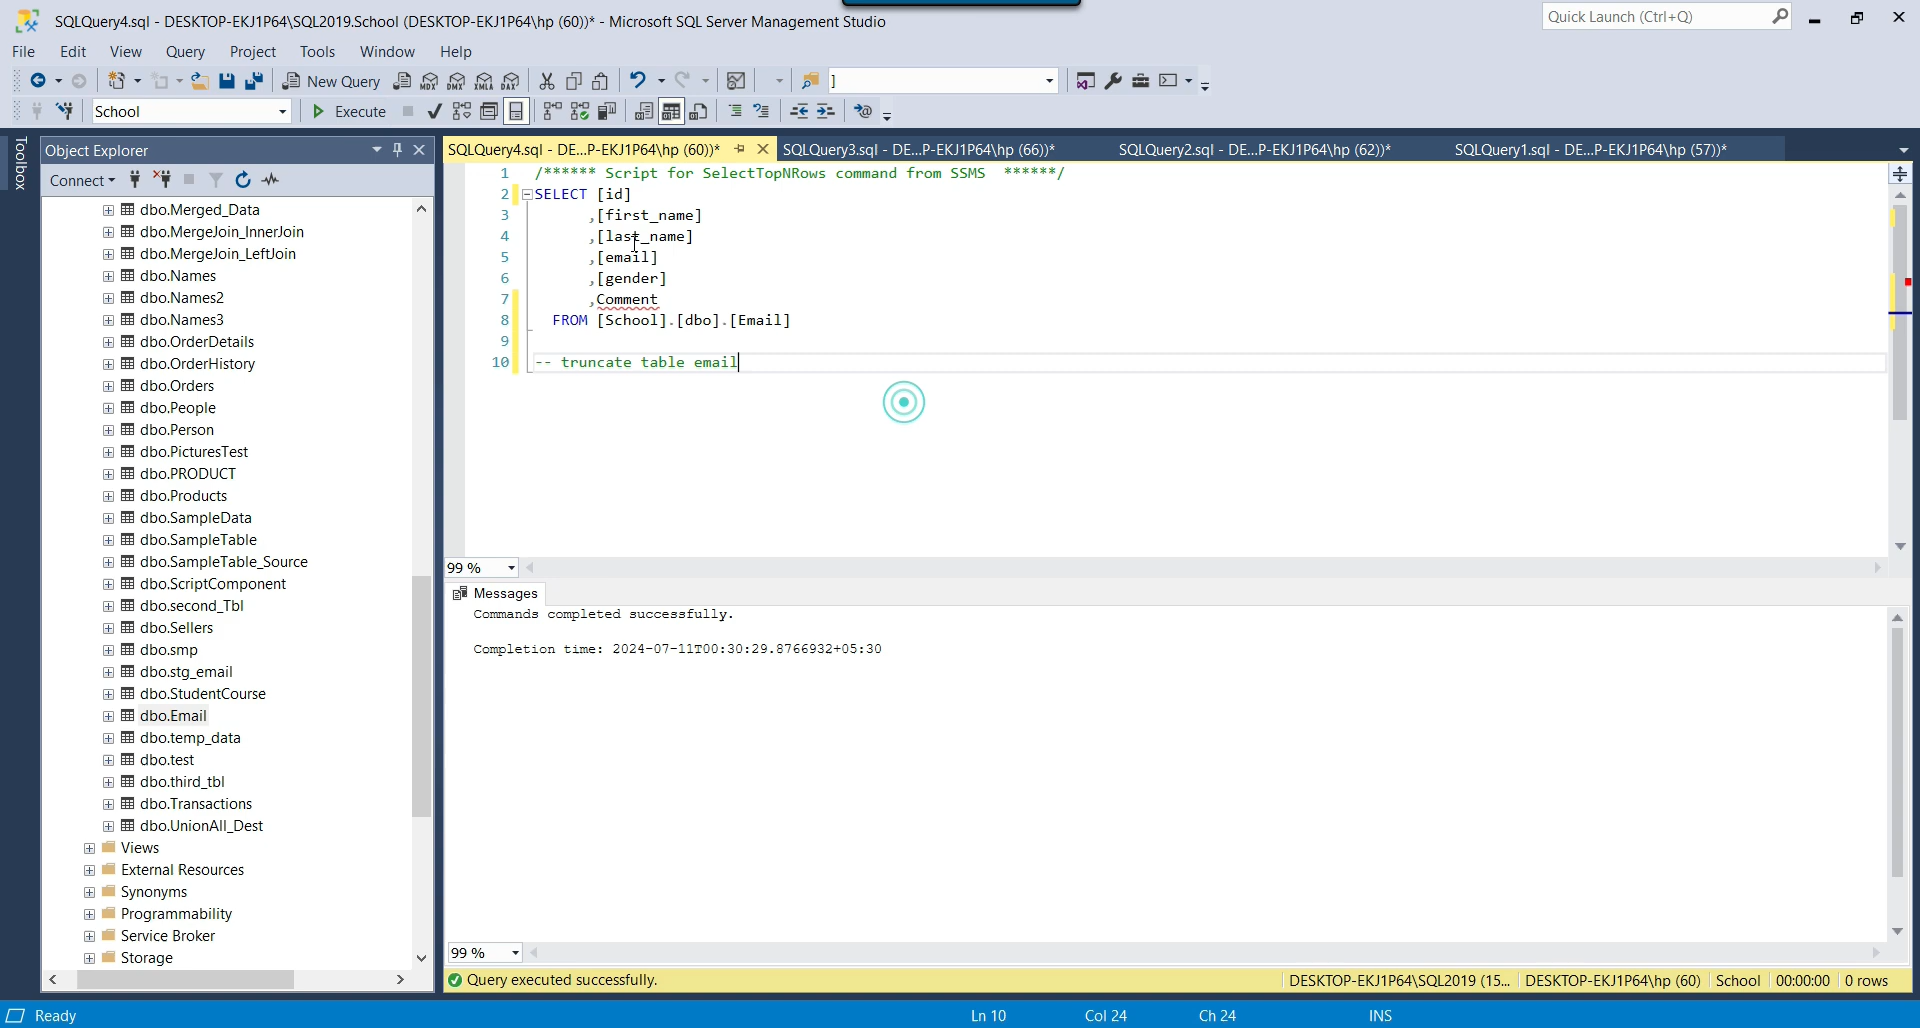 SQLQuery4.sql - DESKTOP-EKJ1P64\SQL2019.School (DESKTOP-EKJ1P64\hp (60))* - Microsoft SQL Server Management Studio
Quick Launch (Ctrl+Q)
File Edit View Query Project Tools Window Help
New Query MDX DMX XMLA DAX ]
School Execute
Toolbox
Object Explorer
Connect
dbo.Merged_Data
dbo.MergeJoin_InnerJoin
dbo.MergeJoin_LeftJoin
dbo.Names
dbo.Names2
dbo.Names3
dbo.OrderDetails
dbo.OrderHistory
dbo.Orders
dbo.People
dbo.Person
dbo.PicturesTest
dbo.PRODUCT
dbo.Products
dbo.SampleData
dbo.SampleTable
dbo.SampleTable_Source
dbo.ScriptComponent
dbo.second_Tbl
dbo.Sellers
dbo.smp
dbo.stg_email
dbo.StudentCourse
dbo.Email
dbo.temp_data
dbo.test
dbo.third_tbl
dbo.Transactions
dbo.UnionAll_Dest
Views
External Resources
Synonyms
Programmability
Service Broker
Storage
SQLQuery4.sql - DE...P-EKJ1P64\hp (60))* SQLQuery3.sql - DE...P-EKJ1P64\hp (66))* SQLQuery2.sql - DE...P-EKJ1P64\hp (62))* SQLQuery1.sql - DE...P-EKJ1P64\hp (57))*
1 /****** Script for SelectTopNRows command from SSMS ******/
2 SELECT [id]
3 ,[first_name]
4 ,[last_name]
5 ,[email]
6 ,[gender]
7 ,Comment
8 FROM [School].[dbo].[Email]
9
10 -- truncate table email
99 %
Messages
Commands completed successfully.
Completion time: 2024-07-11T00:30:29.8766932+05:30
99 %
Query executed successfully. DESKTOP-EKJ1P64\SQL2019 (15... DESKTOP-EKJ1P64\hp (60) School 00:00:00 0 rows
Ready Ln 10 Col 24 Ch 24 INS